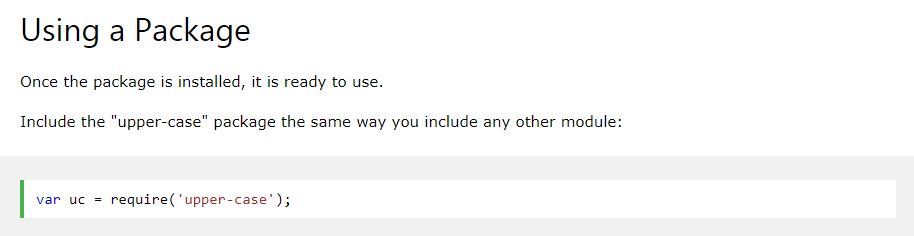 Using a Package
Once the package is installed, it is ready to use.
Include the "upper-case" package the same way you include any other module:
var uc = require('upper-case');